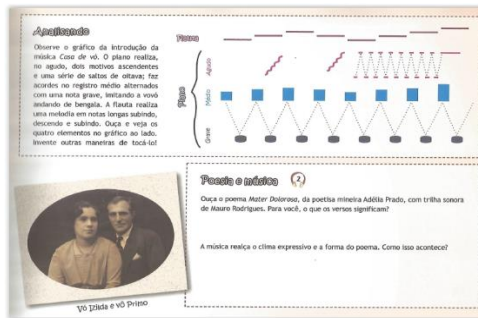 Analisando
Observe o gráfico da introdução da
música Casa de vó. O piano realiza,
no agudo, dois motivos ascendentes
e uma série de saltos de oitava; faz
acordes no registro médio alternados
com uma nota grave, imitando a vovó
andando de bengala. A flauta realiza
uma melodia em notas longas subindo,
descendo e subindo. Ouça e veja os
quatro elementos no gráfico ao lado.
Invente outras maneiras de tocá-lo!
Flauta
Piano
Agudo
Médio
Grave
Poesia e música 2
Ouça o poema Mater Dolorosa, da poetisa mineira Adélia Prado, com trilha sonora
de Mauro Rodrigues. Para você, o que os versos significam?
A música realça o clima expressivo e a forma do poema. Como isso acontece?
Vó Izilda e vô Primo